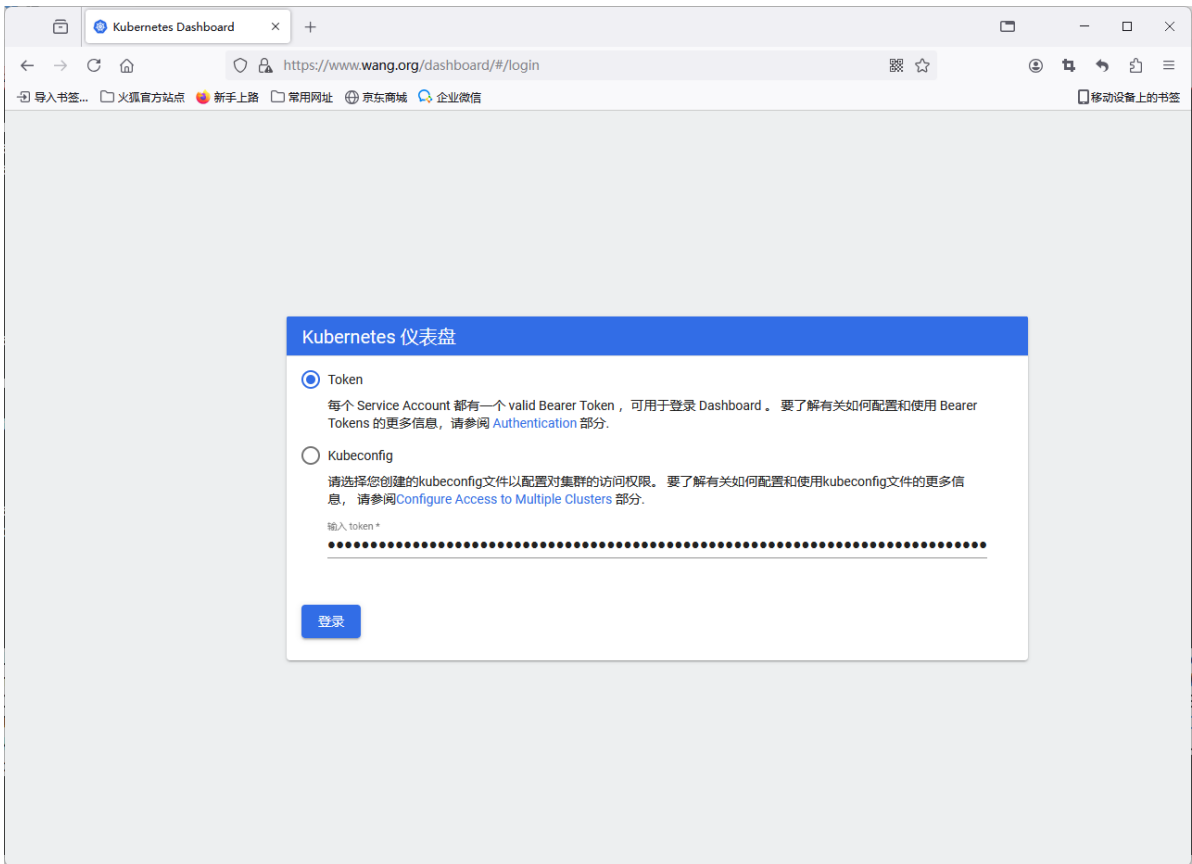 Kubernetes Dashboard
https://www.wang.org/dashboard/#/login
导入书签... 火狐官方站点 新手上路 常用网址 京东商城 企业微信 移动设备上的书签
Kubernetes 仪表盘
Token
每个 Service Account 都有一个 valid Bearer Token ，可用于登录 Dashboard 。 要了解有关如何配置和使用 Bearer
Tokens 的更多信息，请参阅 Authentication 部分.
Kubeconfig
请选择您创建的kubeconfig文件以配置对集群的访问权限。 要了解有关如何配置和使用kubeconfig文件的更多信
息， 请参阅Configure Access to Multiple Clusters 部分.
输入 token *
登录